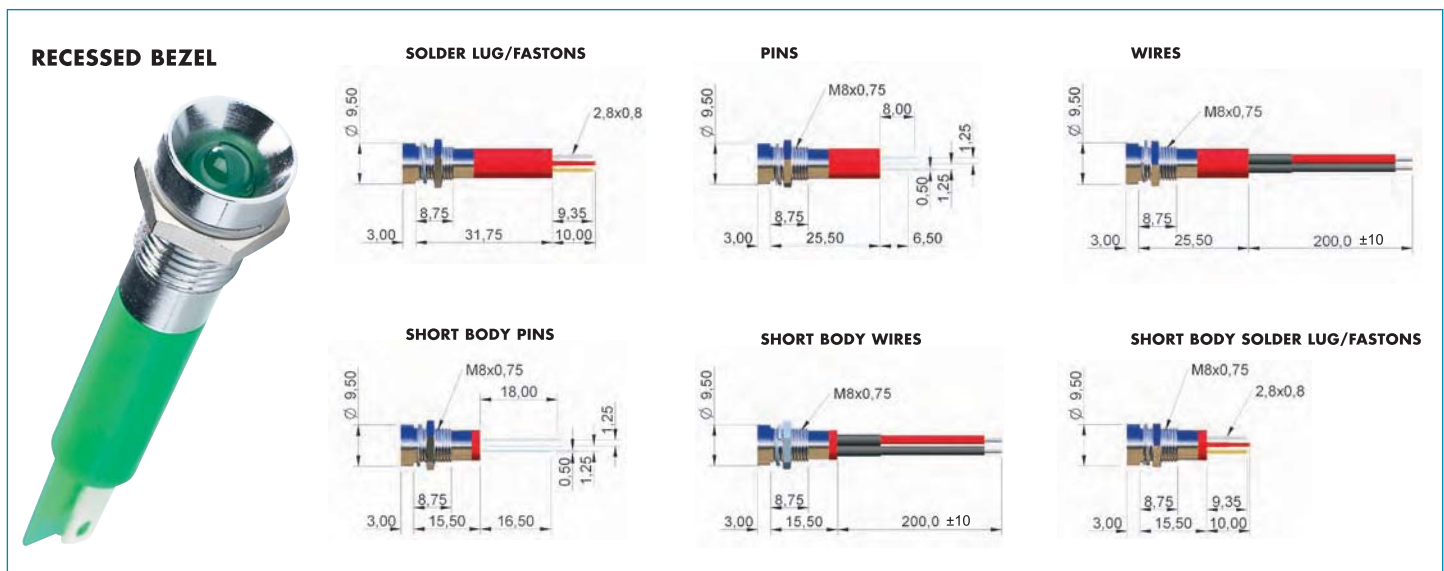 RECESSED BEZEL
SOLDER LUG/FASTONS
Ø 9,50
2,8x0,8
8,75
9,35
3,00
31,75
10,00
PINS
Ø 9,50
M8x0,75
8,00
1,25
0,50
1,25
8,75
3,00
25,50
6,50
WIRES
Ø 9,50
M8x0,75
8,75
3,00
25,50
200,0 ±10
SHORT BODY PINS
Ø 9,50
M8x0,75
18,00
1,25
0,50
1,25
8,75
3,00
15,50
16,50
SHORT BODY WIRES
Ø 9,50
M8x0,75
8,75
3,00
15,50
200,0 ±10
SHORT BODY SOLDER LUG/FASTONS
Ø 9,50
M8x0,75
2,8x0,8
8,75
9,35
3,00
15,50
10,00